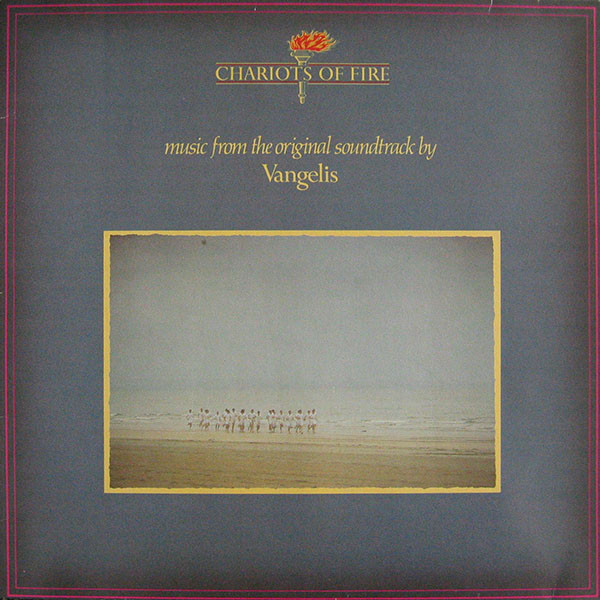 CHARIOTS OF FIRE
music from the original soundtrack by
Vangelis